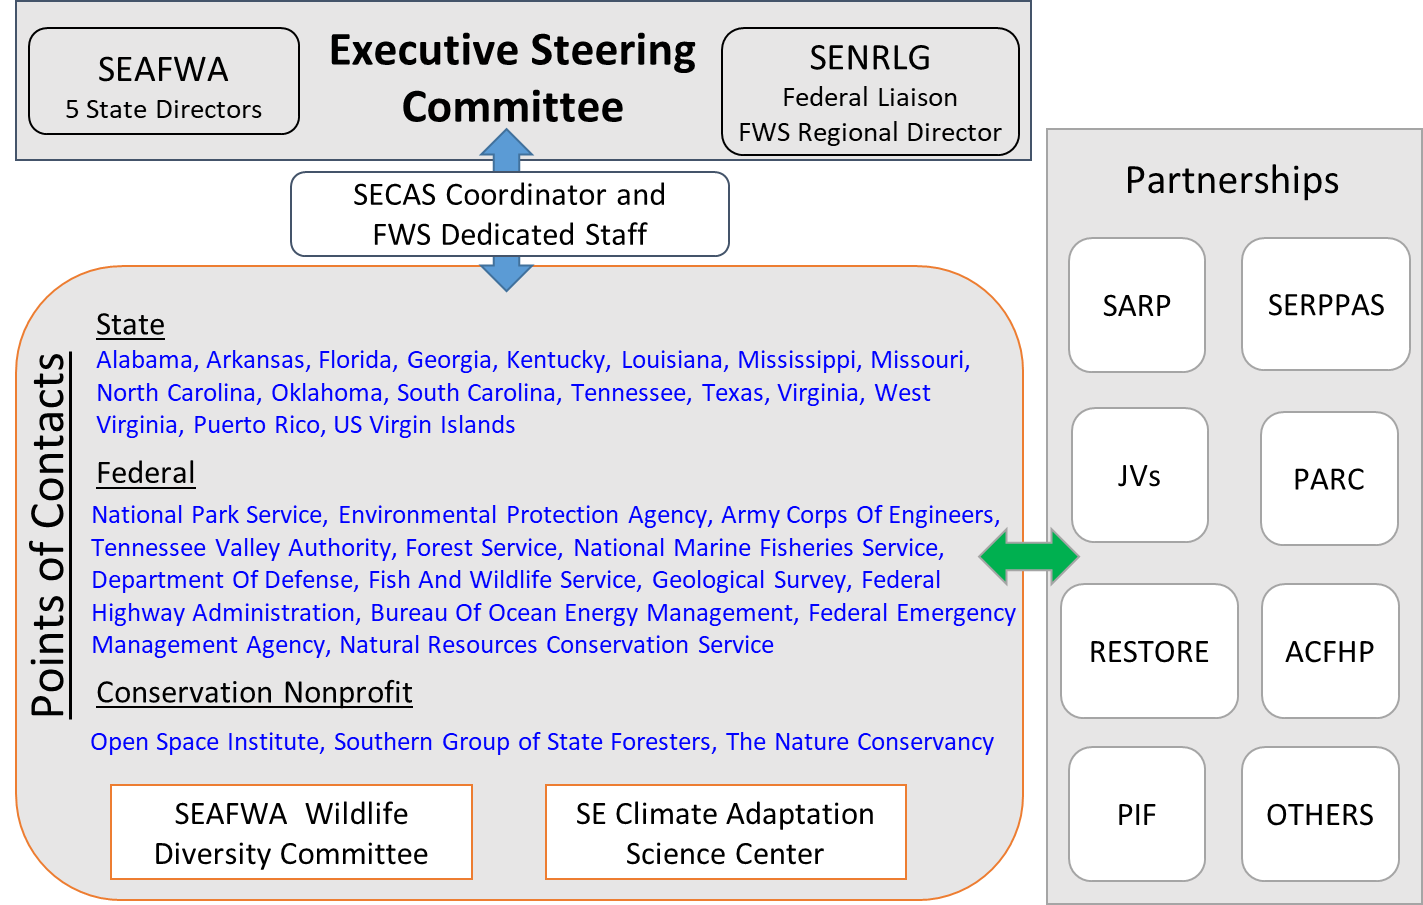 SEAFWA
5 State Directors
Executive Steering
Committee
SENRLG
Federal Liaison
FWS Regional Director
SECAS Coordinator and
FWS Dedicated Staff
Points of Contacts
State
Alabama, Arkansas, Florida, Georgia, Kentucky, Louisiana, Mississippi, Missouri,
North Carolina, Oklahoma, South Carolina, Tennessee, Texas, Virginia, West
Virginia, Puerto Rico, US Virgin Islands
Federal
National Park Service, Environmental Protection Agency, Army Corps Of Engineers,
Tennessee Valley Authority, Forest Service, National Marine Fisheries Service,
Department Of Defense, Fish And Wildlife Service, Geological Survey, Federal
Highway Administration, Bureau Of Ocean Energy Management, Federal Emergency
Management Agency, Natural Resources Conservation Service
Conservation Nonprofit
Open Space Institute, Southern Group of State Foresters, The Nature Conservancy
SEAFWA  Wildlife
Diversity Committee
SE Climate Adaptation
Science Center
Partnerships
SARP
SERPPAS
JVs
PARC
RESTORE
ACFHP
PIF
OTHERS